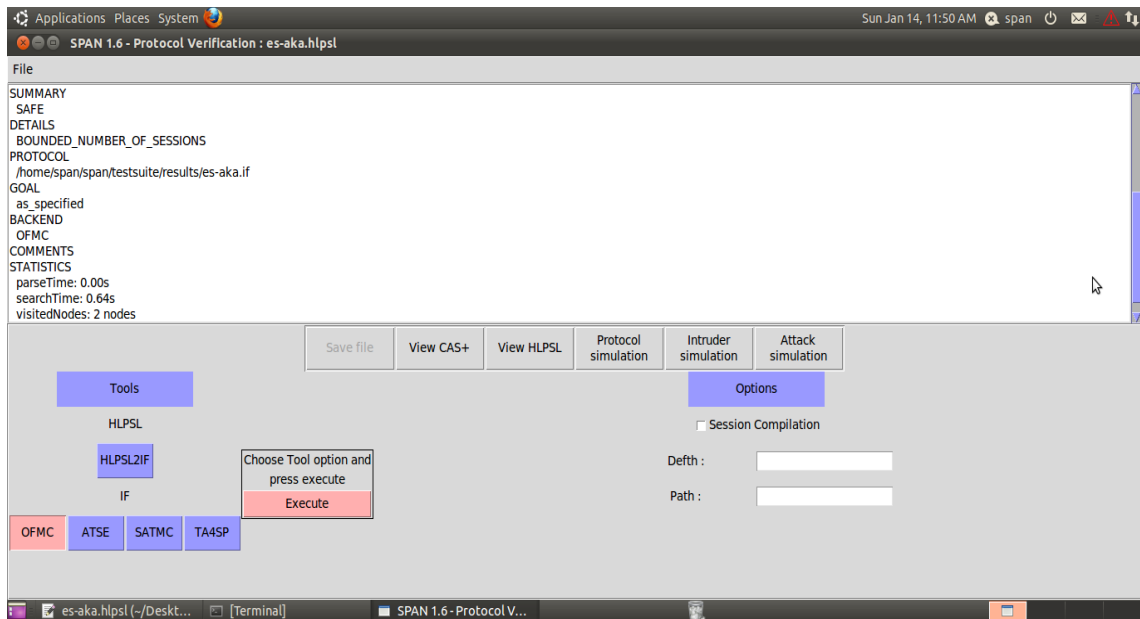 Applications Places System Sun Jan 14, 11:50 AM span
SPAN 1.6 - Protocol Verification : es-aka.hlpsl
File
SUMMARY
SAFE
DETAILS
BOUNDED_NUMBER_OF_SESSIONS
PROTOCOL
/home/span/span/testsuite/results/es-aka.if
GOAL
as_specified
BACKEND
OFMC
COMMENTS
STATISTICS
parseTime: 0.00s
searchTime: 0.64s
visitedNodes: 2 nodes
Save file View CAS+ View HLPSL Protocol simulation Intruder simulation Attack simulation
Tools Options
HLPSL Session Compilation
HLPSL2IF Choose Tool option and Defth :
press execute
IF Execute Path :
OFMC ATSE SATMC TA4SP
es-aka.hlpsl (~/Deskt... [Terminal] SPAN 1.6 - Protocol V...